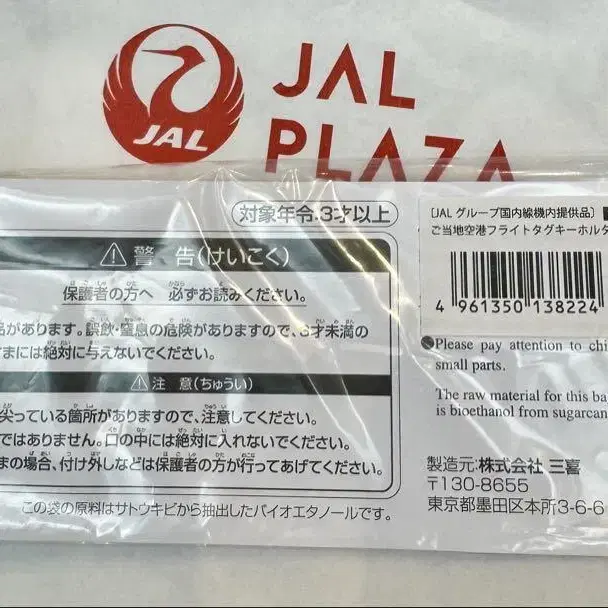 JAL
JAL
PLAZA
対象年令3才以上
警 告(けいこく)
保護者の方へ 必ずお読みください。
品があります。誤飲・窒息の危険がありますので、3才未満の
さまには絶対に与えないでください。
注 意(ちゅうい)
尖っている箇所がありますので、注意してください。
ではありません。口の中には絶対に入れないでください。
まの場合、付け外しなどは保護者の方が行ってあげてください。
この袋の原料はサトウキビから抽出したバイオエタノールです。
〔JAL グループ国内線機内提供品〕
ご当地空港フライトタグキーホルダ
4 961350 138224
●Please pay attention to chi
small parts.
The raw material for this ba
is bioethanol from sugarcan
製造元:株式会社 三喜
〒130-8655
東京都墨田区本所3-6-6